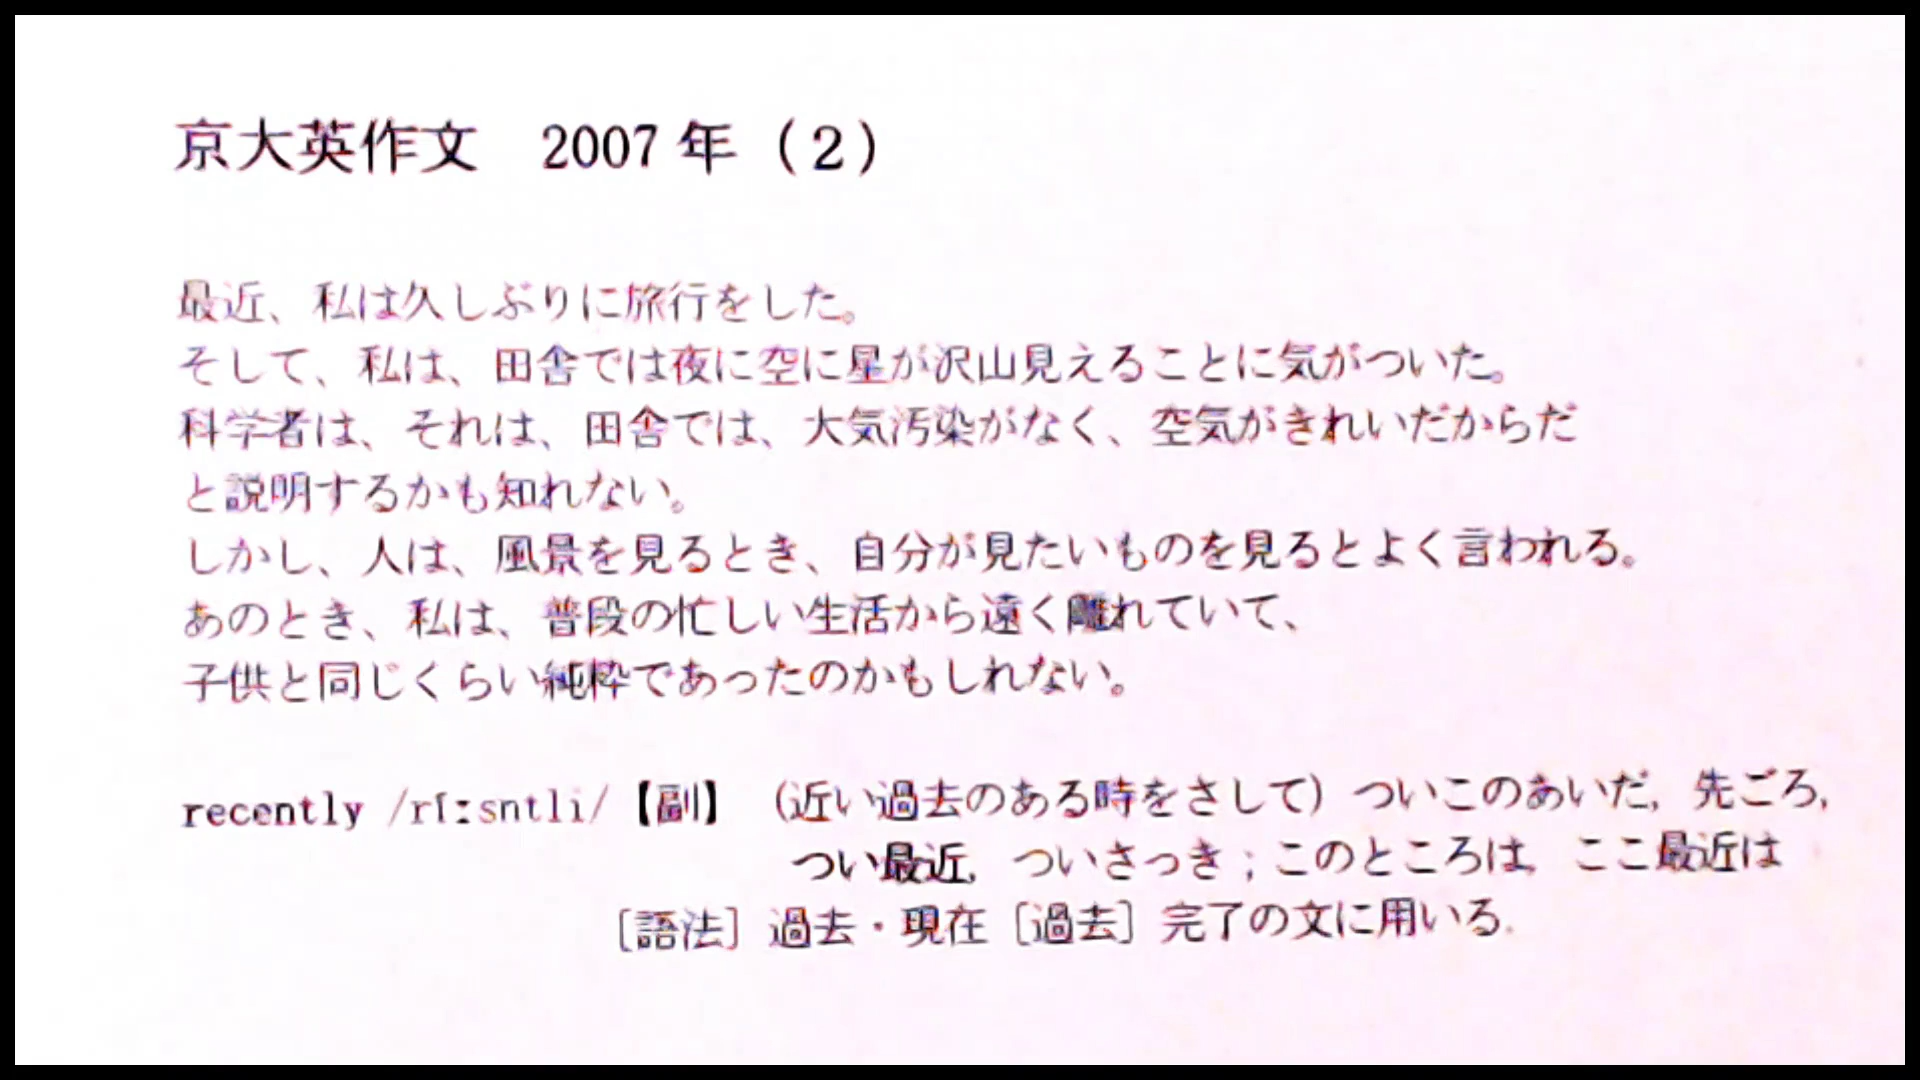 京大英作文　2007 年（２）
最近、私は久しぶりに旅行をした。
そして、私は、田舎では夜に空に星が沢山見えることに気がついた。
科学者は、それは、田舎では、大気汚染がなく、空気がきれいだからだ
と説明するかも知れない。
しかし、人は、風景を見るとき、自分が見たいものを見るとよく言われる。
あのとき、私は、普段の忙しい生活から遠く離れていて、
子供と同じくらい純粋であったのかもしれない。
recently /ríːsntli/【副】（近い過去のある時をさして）ついこのあいだ，先ごろ，
つい最近，ついさっき；このところは，ここ最近は
［語法］過去・現在［過去］完了の文に用いる．